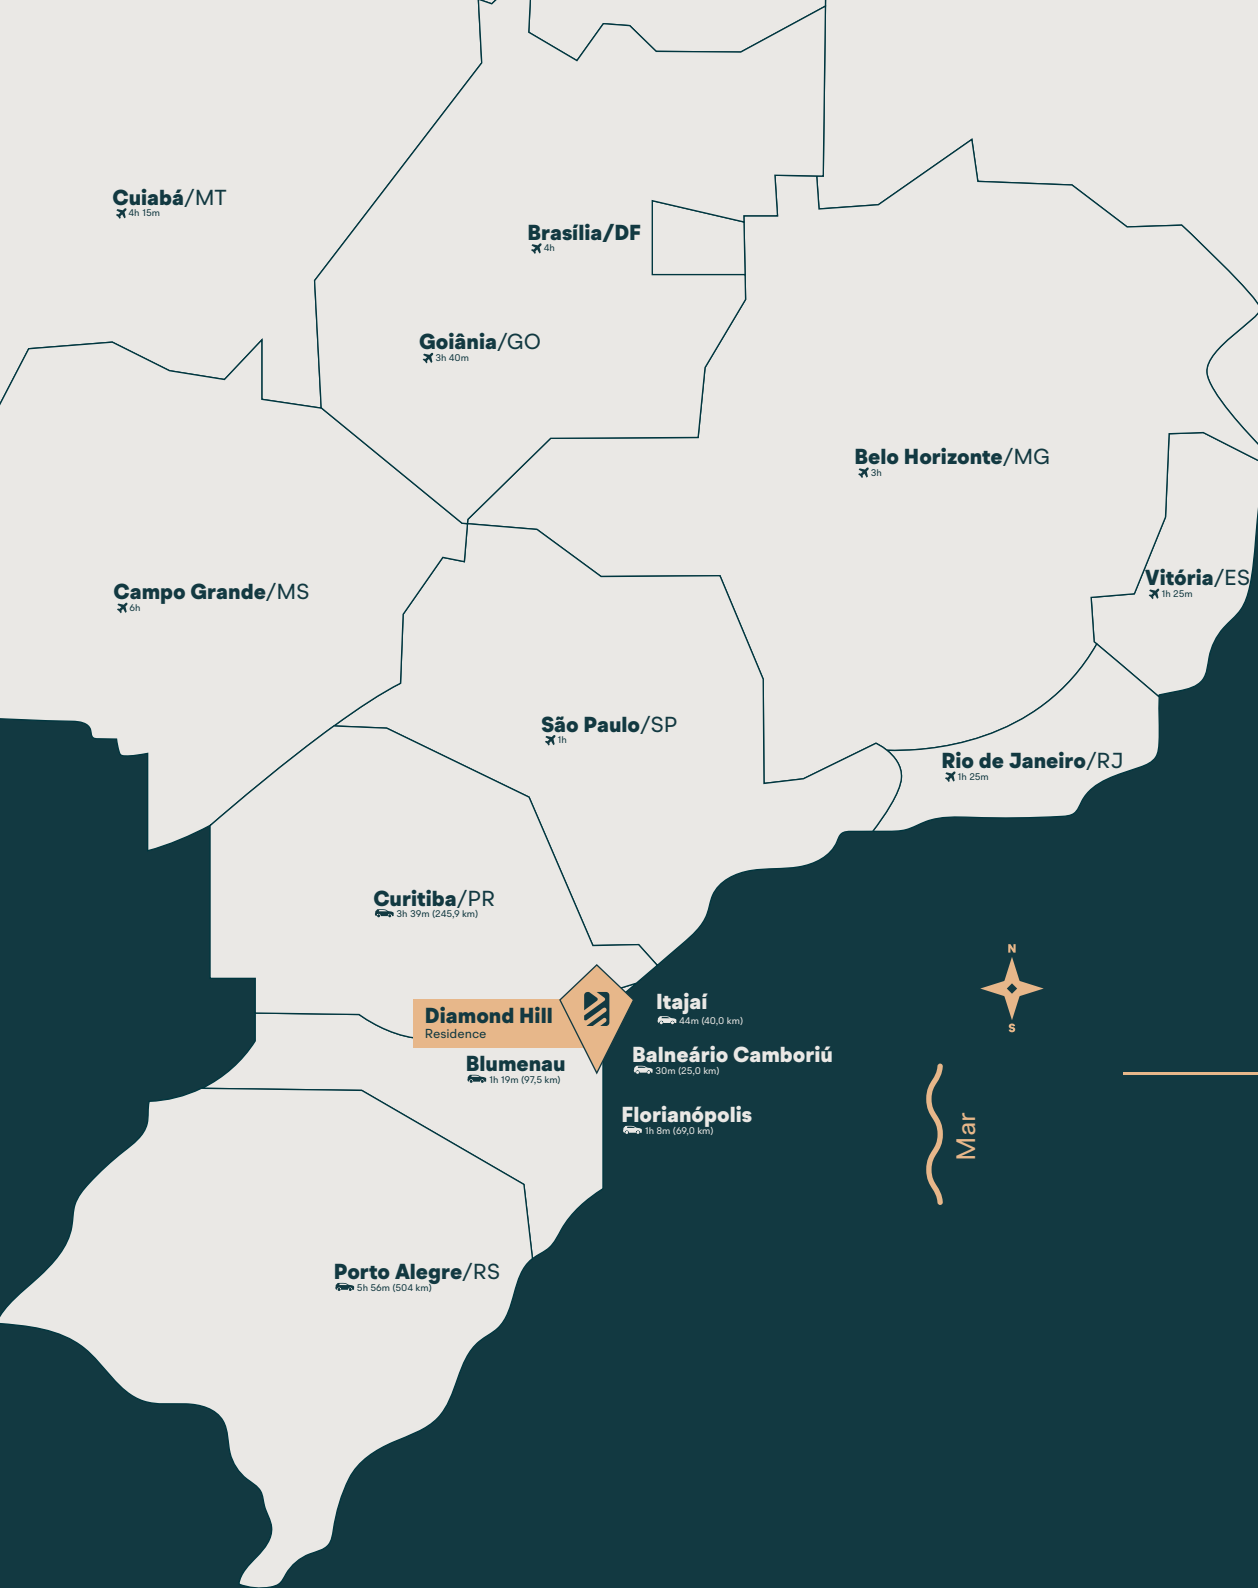 Cuiabá/MT
4h 15m
Brasília/DF
4h
Goiânia/GO
3h 40m
Belo Horizonte/MG
3h
Vitória/ES
1h 25m
Campo Grande/MS
6h
São Paulo/SP
1h
Rio de Janeiro/RJ
1h 25m
Curitiba/PR
3h 39m (245,9 km)
N
S
Itajaí
44m (40,0 km)
Diamond Hill
Residence
Balneário Camboriú
30m (25,0 km)
Blumenau
1h 19m (97,5 km)
Florianópolis
1h 8m (69,0 km)
Mar
Porto Alegre/RS
5h 56m (504 km)